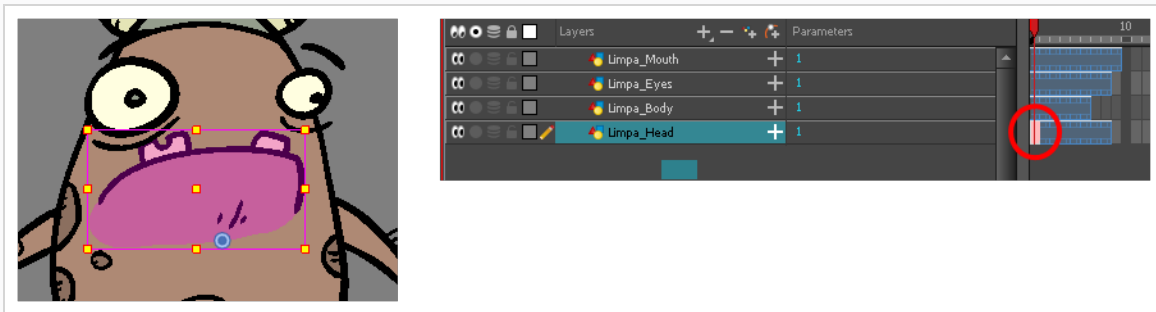 Layers Parameters 10
Limpa_Mouth 1
Limpa_Eyes 1
Limpa_Body 1
Limpa_Head 1